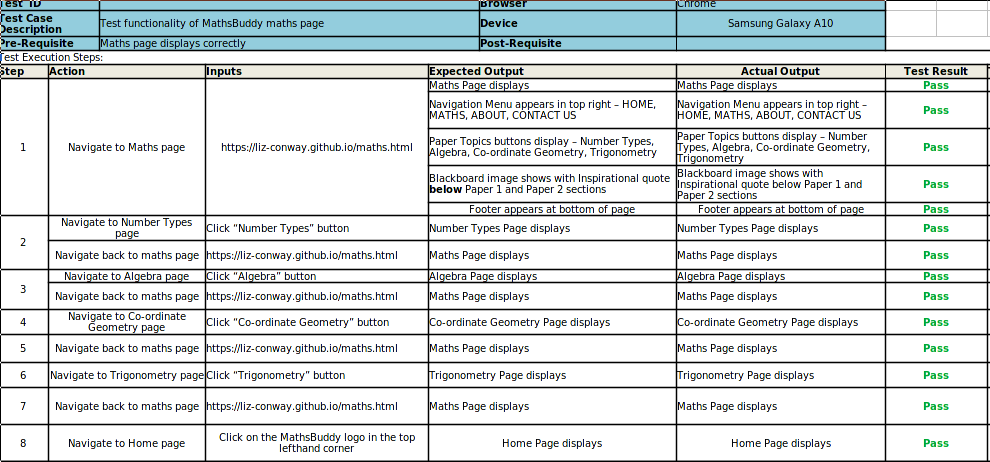 Test ID Browser Chrome
Test Case
Description Test functionality of MathsBuddy maths page Device Samsung Galaxy A10
Pre-Requisite Maths page displays correctly Post-Requisite
Test Execution Steps:
Step Action Inputs Expected Output Actual Output Test Result
1 Navigate to Maths page https://liz-conway.github.io/maths.html
Maths Page displays Maths Page displays Pass
Navigation Menu appears in top right – HOME,
MATHS, ABOUT, CONTACT US
Navigation Menu appears in top right –
HOME, MATHS, ABOUT, CONTACT US
Pass
Paper Topics buttons display – Number Types,
Algebra, Co-ordinate Geometry, Trigonometry
Paper Topics buttons display – Number
Types, Algebra, Co-ordinate Geometry,
Trigonometry
Pass
Blackboard image shows with Inspirational quote
below Paper 1 and Paper 2 sections
Blackboard image shows with
Inspirational quote below Paper 1 and
Paper 2 sections
Pass
Footer appears at bottom of page Footer appears at bottom of page Pass
2
Navigate to Number Types
page
Click “Number Types” button Number Types Page displays Number Types Page displays Pass
Navigate back to maths page https://liz-conway.github.io/maths.html Maths Page displays Maths Page displays Pass
3
Navigate to Algebra page Click “Algebra” button Algebra Page displays Algebra Page displays Pass
Navigate back to maths page https://liz-conway.github.io/maths.html Maths Page displays Maths Page displays Pass
4
Navigate to Co-ordinate
Geometry page
Click “Co-ordinate Geometry” button Co-ordinate Geometry Page displays Co-ordinate Geometry Page displays Pass
5 Navigate back to maths page https://liz-conway.github.io/maths.html Maths Page displays Maths Page displays Pass
6 Navigate to Trigonometry page Click “Trigonometry” button Trigonometry Page displays Trigonometry Page displays Pass
7 Navigate back to maths page https://liz-conway.github.io/maths.html Maths Page displays Maths Page displays Pass
8 Navigate to Home page
Click on the MathsBuddy logo in the top
lefthand corner
Home Page displays Home Page displays Pass